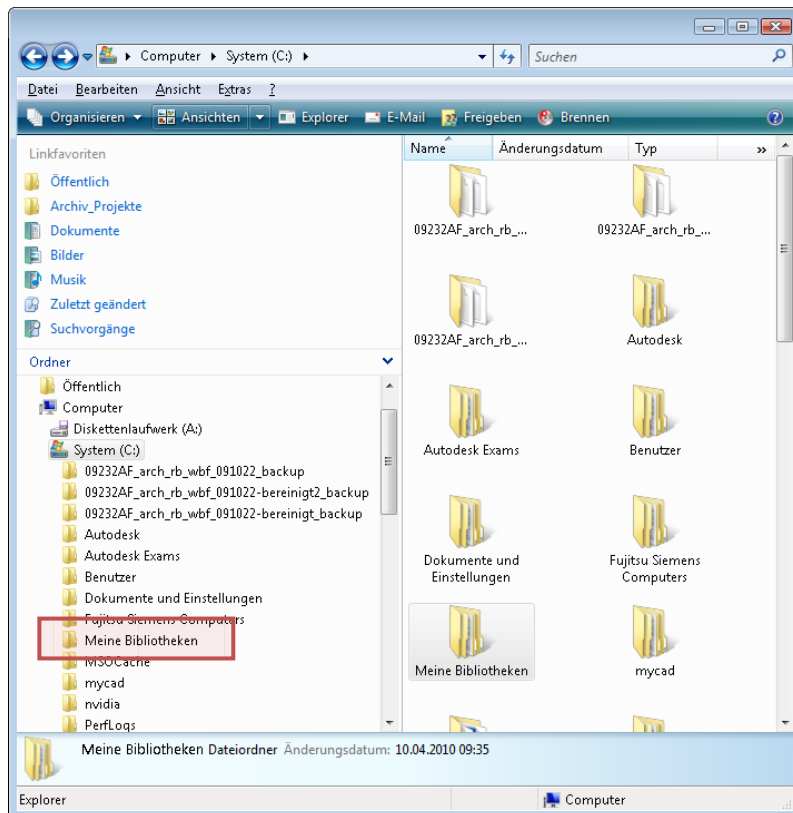 Computer System (C:) Suchen
Datei Bearbeiten Ansicht Extras ?
Organisieren Ansichten Explorer E-Mail Freigeben Brennen ?
Linkfavoriten
Öffentlich
Archiv_Projekte
Dokumente
Bilder
Musik
Zuletzt geändert
Suchvorgänge
Ordner
Öffentlich
Computer
Diskettenlaufwerk (A:)
System (C:)
09232AF_arch_rb_wbf_091022_backup
09232AF_arch_rb_wbf_091022-bereinigt2_backup
09232AF_arch_rb_wbf_091022-bereinigt_backup
Autodesk
Autodesk Exams
Benutzer
Dokumente und Einstellungen
Fujitsu Siemens Computers
Meine Bibliotheken
MSOCache
mycad
nvidia
PerfLogs
Name Änderungsdatum Typ »
09232AF_arch_rb_... 09232AF_arch_rb_...
09232AF_arch_rb_... Autodesk
Autodesk Exams Benutzer
Dokumente und Fujitsu Siemens
Einstellungen Computers
Meine Bibliotheken mycad
Meine Bibliotheken Dateiordner Änderungsdatum: 10.04.2010 09:35
Explorer Computer